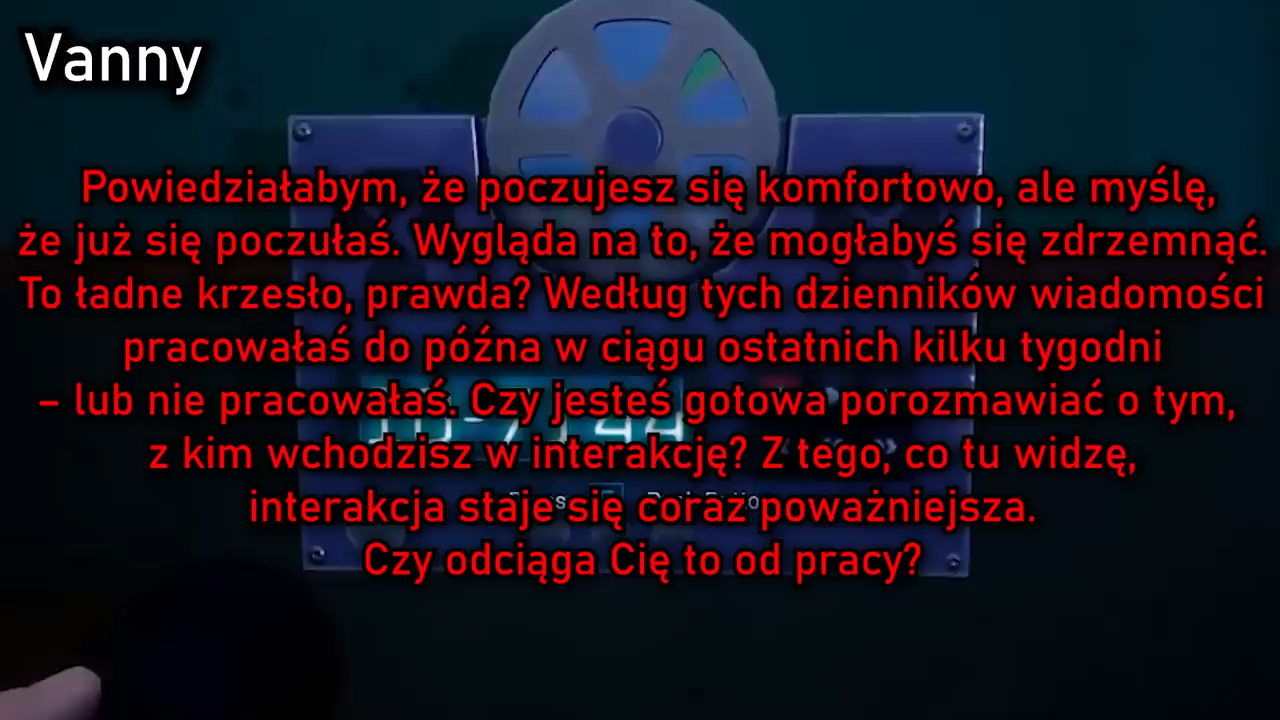 Vanny
Powiedziałabym, że poczujesz się komfortowo, ale myślę,
że już się poczułaś. Wygląda na to, że mogłabyś się zdrzemnąć.
To ładne krzesło, prawda? Według tych dzienników wiadomości
pracowałaś do późna w ciągu ostatnich kilku tygodni
– lub nie pracowałaś. Czy jesteś gotowa porozmawiać o tym,
z kim wchodzisz w interakcję? Z tego, co tu widzę,
interakcja staje się coraz poważniejsza.
Czy odciąga Cię to od pracy?